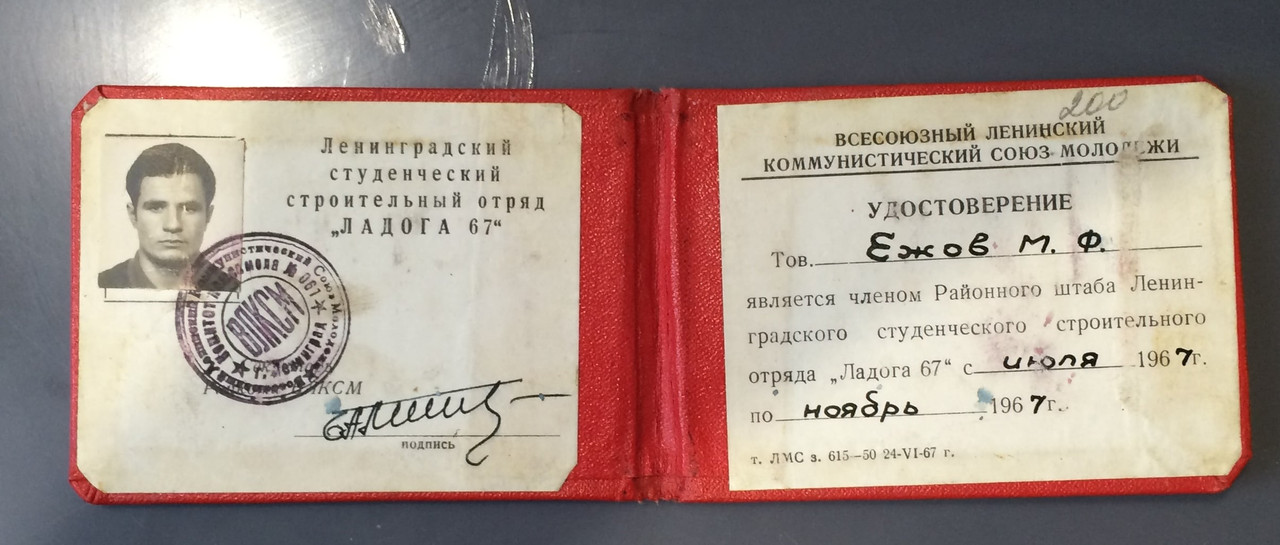 Ленинградский
студенческий
строительный отряд
„ЛАДОГА 67“
ВЛКСМ
подпись
200
ВСЕСОЮЗНЫЙ ЛЕНИНСКИЙ
КОММУНИСТИЧЕСКИЙ СОЮЗ МОЛОДЕЖИ
УДОСТОВЕРЕНИЕ
Тов. Ежов М. Ф.
является членом Районного штаба Ленин-
градского студенческого строительного
отряда „Ладога 67“ с июля 1967г.
по ноябрь 1967г.
т. ЛМС з. 615—50 24-VI-67 г.